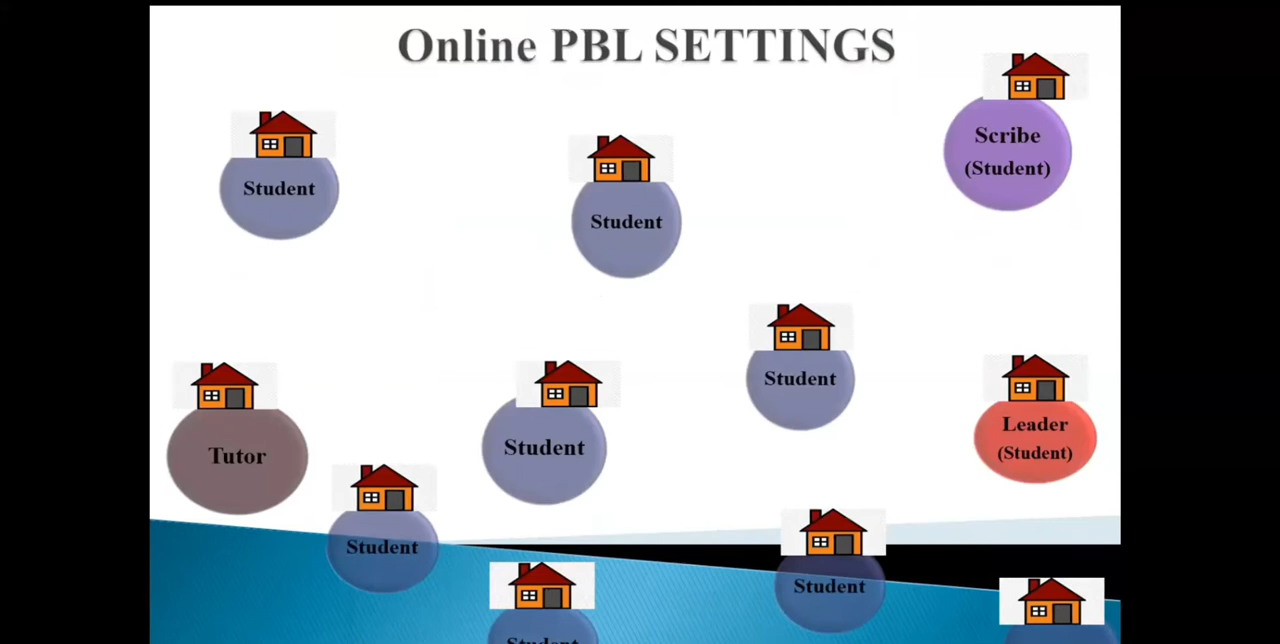 Online PBL SETTINGS
Scribe
(Student)
Student
Student
Student
Leader
(Student)
Student
Tutor
Student
Student
Student